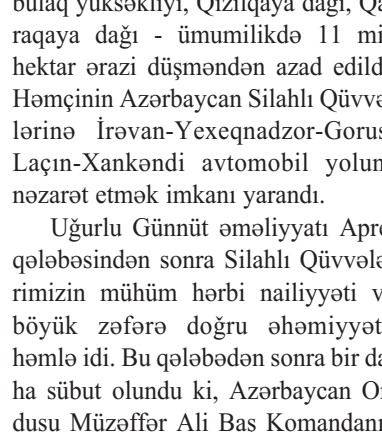 bulaq yüksəkliyi, Qızılqaya dağı, Qa
raqaya dağı - ümumilikdə 11 mi
hektar ərazi düşməndən azad edild
Həmçinin Azərbaycan Silahlı Qüvvə
lərinə İrəvan-Yexeqnadzor-Gorus
Laçın-Xankəndi avtomobil yolun
nəzarət etmək imkanı yarandı.
Uğurlu Günnüt əməliyyatı Apre
qələbəsindən sonra Silahlı Qüvvələ
rimizin mühüm hərbi nailiyyəti v
böyük zəfərə doğru əhəmiyyət
həmlə idi. Bu qələbədən sonra bir da
ha sübut olundu ki, Azərbaycan Or
dusu Müzəffər Ali Baş Komandanı